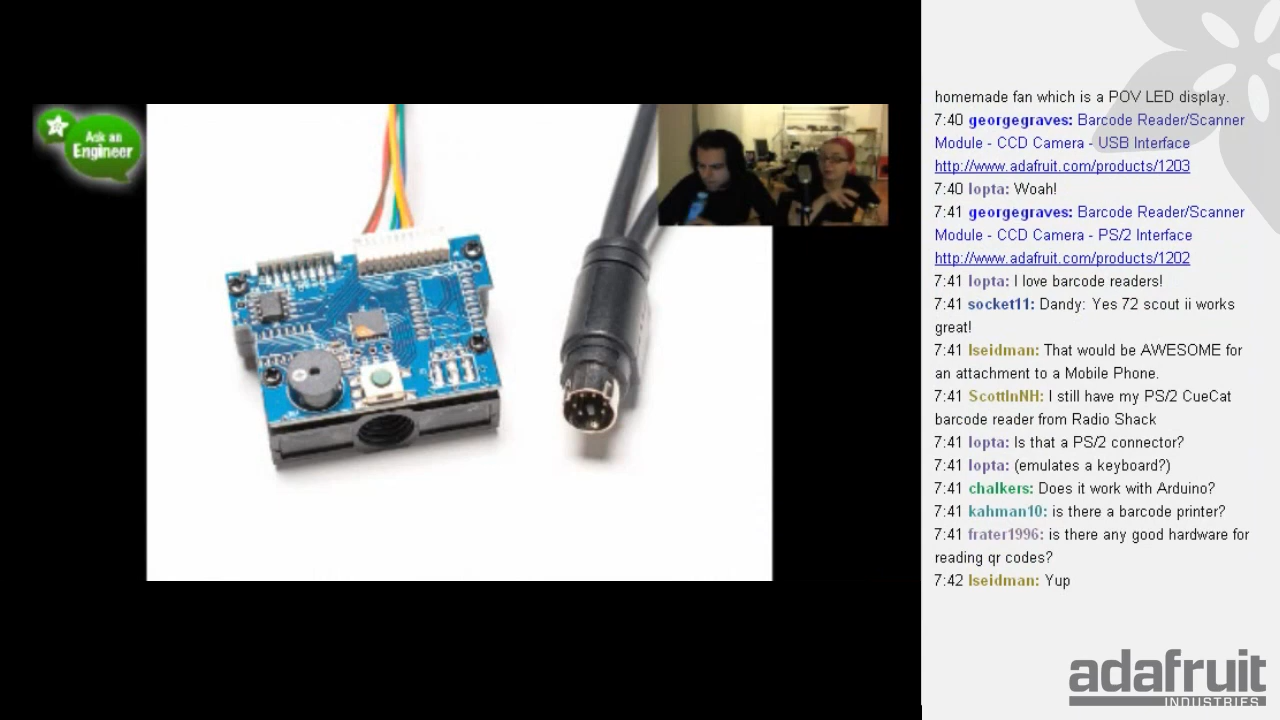 Ask an
Engineer
homemade fan which is a POV LED display.
7:40 georgegraves: Barcode Reader/Scanner
Module - CCD Camera - USB Interface
http://www.adafruit.com/products/1203
7:40 lopta: Woah!
7:41 georgegraves: Barcode Reader/Scanner
Module - CCD Camera - PS/2 Interface
http://www.adafruit.com/products/1202
7:41 lopta: I love barcode readers!
7:41 socket11: Dandy: Yes 72 scout ii works
great!
7:41 lseidman: That would be AWESOME for
an attachment to a Mobile Phone.
7:41 ScottInNH: I still have my PS/2 CueCat
barcode reader from Radio Shack
7:41 lopta: Is that a PS/2 connector?
7:41 lopta: (emulates a keyboard?)
7:41 chalkers: Does it work with Arduino?
7:41 kahman10: is there a barcode printer?
7:41 frater1996: is there any good hardware for
reading qr codes?
7:42 lseidman: Yup
adafruit
INDUSTRIES